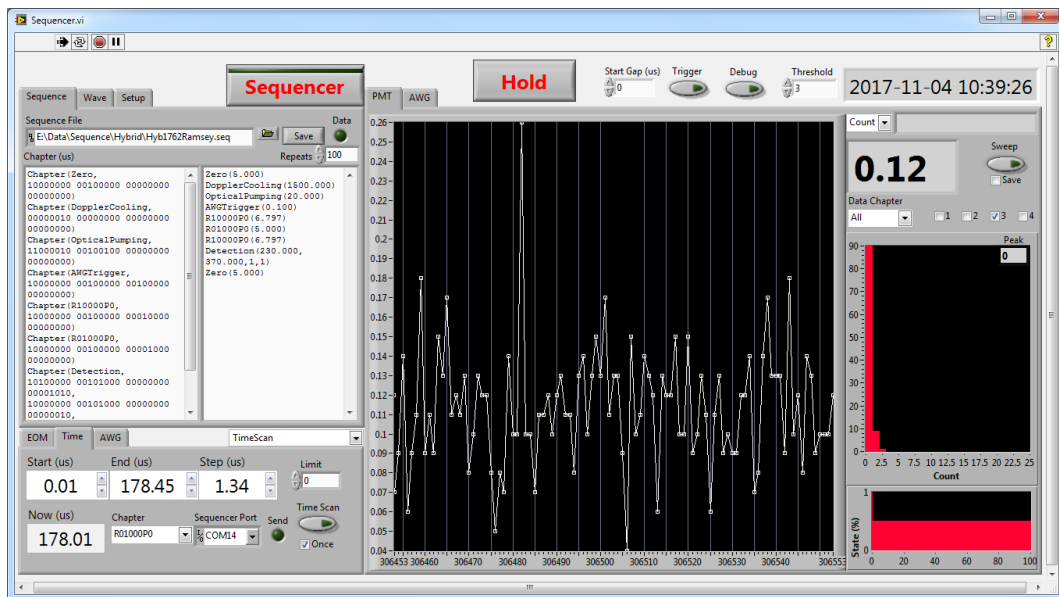 Sequencer.vi
Sequencer
Hold
Start Gap (us)
0
Trigger
Debug
Threshold
3
2017-11-04 10:39:26
Sequence
Wave
Setup
Sequence File
E:\Data\Sequence\Hybrid\Hyb1762Ramsey.seq
Save
Data
Chapter (us)
Repeats
100
Chapter(Zero,
10000000 00100000 00000000
00000000)
Chapter(DopplerCooling,
00000010 00000000 00000000
00000000)
Chapter(OpticalPumping,
11000010 00100100 00000000
00000000)
Chapter(AWGTrigger,
10000000 00100000 00100000
00000000)
Chapter(R10000P0,
10000000 00100000 00010000
00000000)
Chapter(R01000P0,
10000000 00100000 00001000
00000000)
Chapter(Detection,
10100000 00101000 00000000
00001010,
10000000 00101000 00000000
00000010,
Zero(5.000)
DopplerCooling(1500.000)
OpticalPumping(20.000)
AWGTrigger(0.100)
R10000P0(6.797)
R01000P0(5.000)
R10000P0(6.797)
Detection(230.000,
370.000,1,1)
Zero(5.000)
EOM
Time
AWG
TimeScan
Start (us)
End (us)
Step (us)
Limit
0.01
178.45
1.34
0
Now (us)
Chapter
Sequencer Port
Send
Time Scan
178.01
R01000P0
COM14
Once
PMT
AWG
0.26
0.25
0.24
0.23
0.22
0.21
0.2
0.19
0.18
0.17
0.16
0.15
0.14
0.13
0.12
0.11
0.1
0.09
0.08
0.07
0.06
0.05
0.04
306453 306460 306470 306480 306490 306500 306510 306520 306530 306540 306553
Count
0.12
Sweep
Save
Data Chapter
All
1
2
3
4
Peak
0
90
80
70
60
50
40
30
20
10
0
0 2.5 5 7.5 10 12.5 15 17.5 20 22.5 25
Count
State (%)
1
0
0 20 40 60 80 100